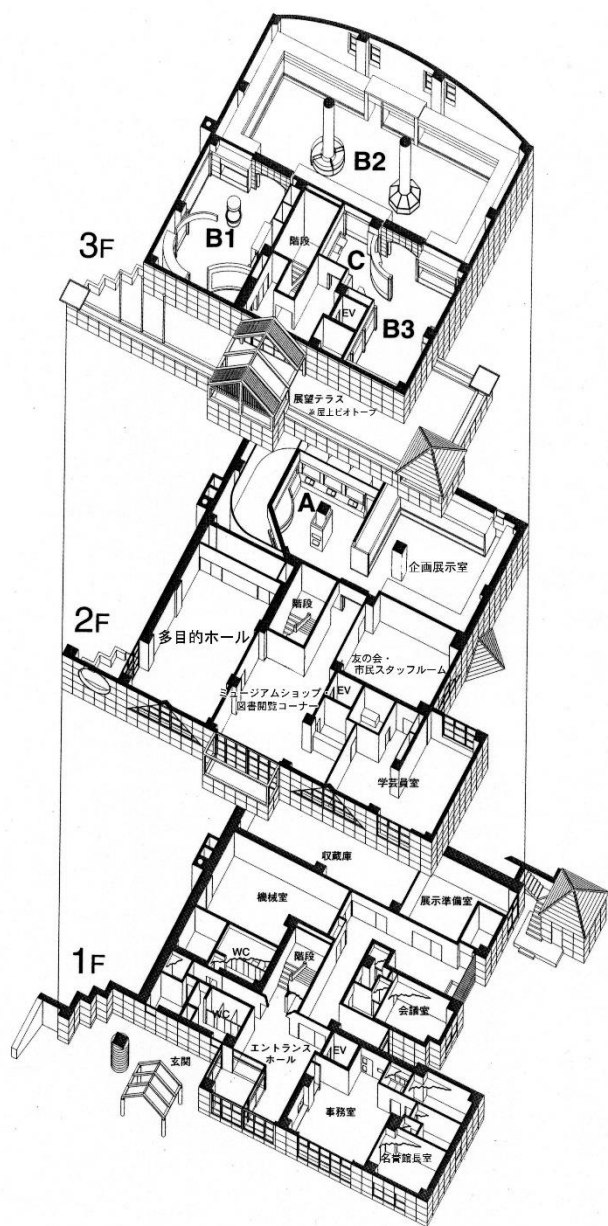 3F
B2
B1
階段
C
EV
B3
展望テラス
※屋上ビオトープ
2F
A
企画展示室
階段
多目的ホール
友の会・
市民スタッフルーム
ミュージアムショップ・
図書閲覧コーナー
EV
学芸員室
1F
収蔵庫
機械室
展示準備室
WC
階段
WC
会議室
エントランス
ホール
EV
玄関
事務室
名誉館長室